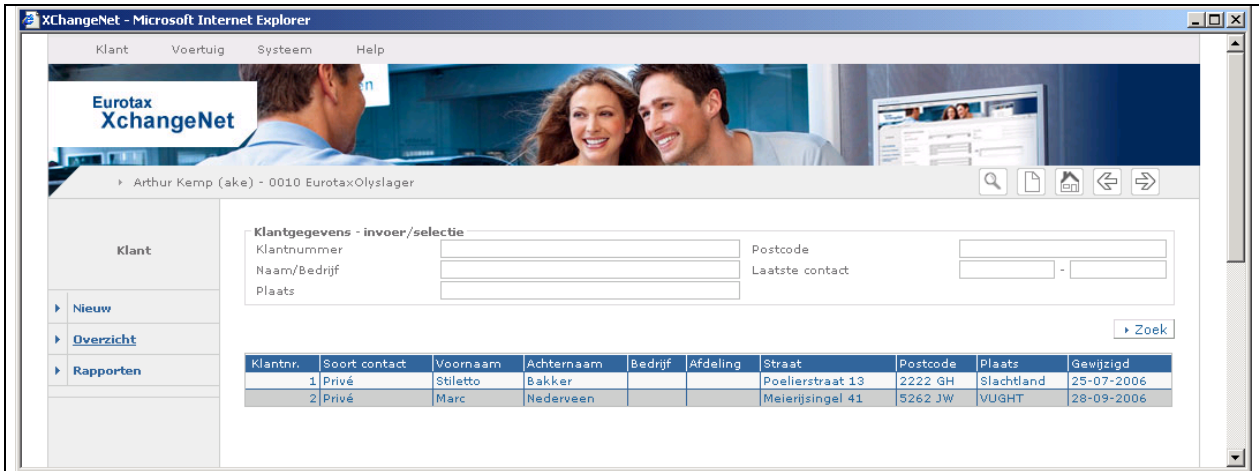 XChangeNet - Microsoft Internet Explorer
Klant Voertuig Systeem Help
en
Eurotax
XchangeNet
Arthur Kemp (ake) - 0010 EurotaxOlyslager
Klant
Nieuw
Overzicht
Rapporten
Klantgegevens - invoer/selectie
Klantnummer Postcode
Naam/Bedrijf Laatste contact -
Plaats
Zoek
Klantnr. Soort contact Voornaam Achternaam Bedrijf Afdeling Straat Postcode Plaats Gewijzigd
1 Privé Stiletto Bakker Poelierstraat 13 2222 GH Slachtland 25-07-2006
2 Privé Marc Nederveen Meierijsingel 41 5262 JW VUGHT 28-09-2006